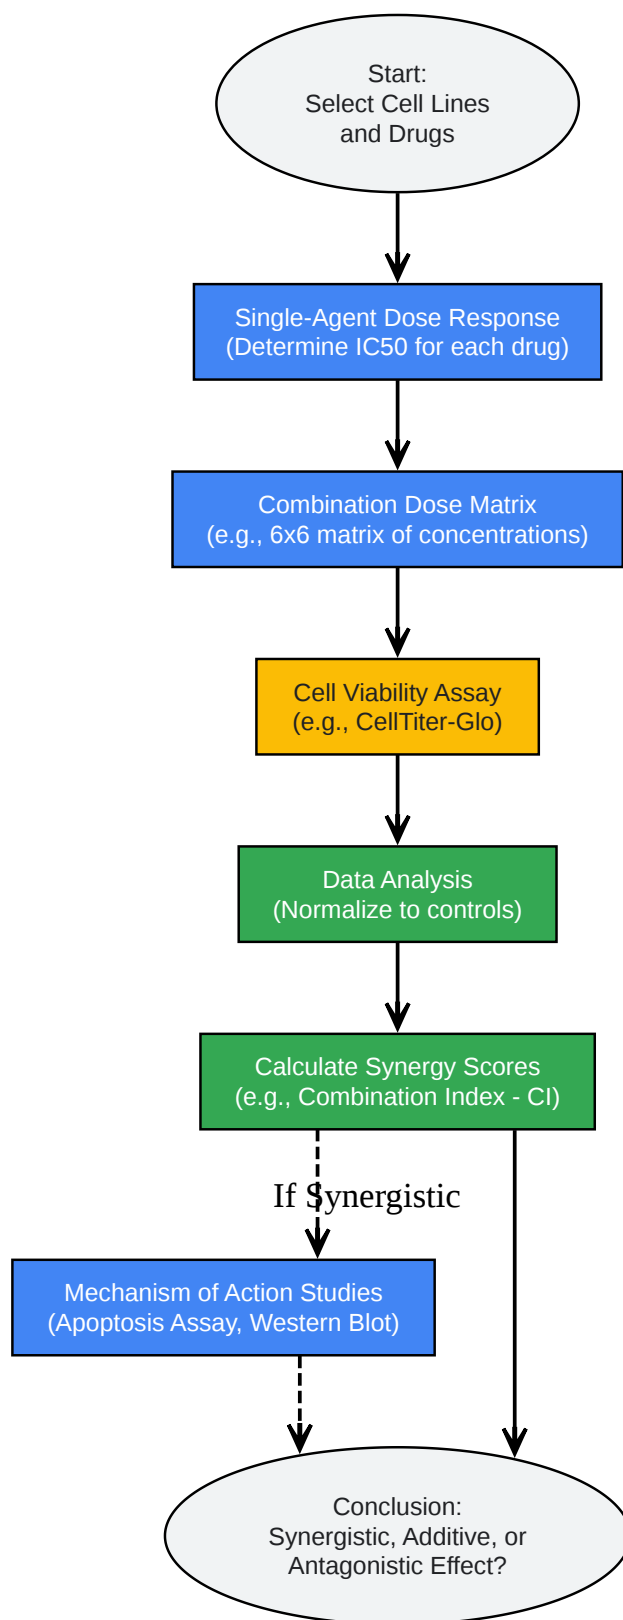 Start:
Select Cell Lines
and Drugs
Single-Agent Dose Response
(Determine IC50 for each drug)
Combination Dose Matrix
(e.g., 6x6 matrix of concentrations)
Cell Viability Assay
(e.g., CellTiter-Glo)
Data Analysis
(Normalize to controls)
Calculate Synergy Scores
(e.g., Combination Index - CI)
If Synergistic
Mechanism of Action Studies
(Apoptosis Assay, Western Blot)
Conclusion:
Synergistic, Additive, or
Antagonistic Effect?